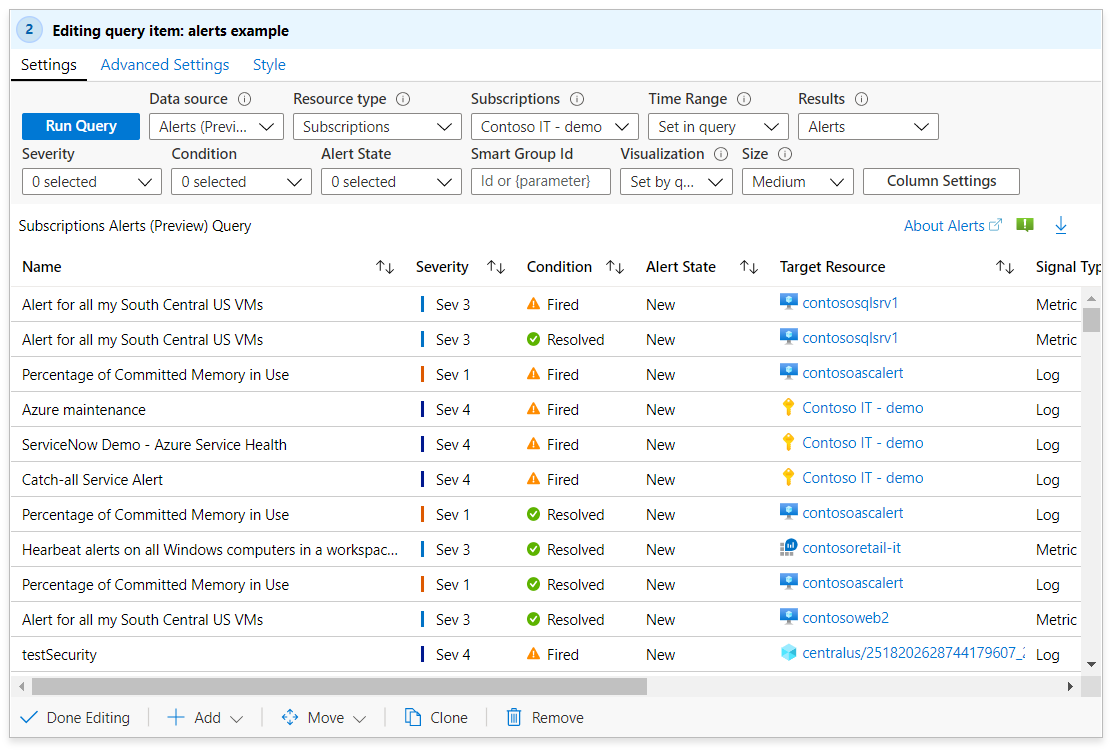 2 Editing query item: alerts example
Settings Advanced Settings Style
Data source Resource type Subscriptions Time Range Results
Run Query Alerts (Previ... Subscriptions Contoso IT - demo Set in query Alerts
Severity Condition Alert State Smart Group Id Visualization Size
0 selected 0 selected 0 selected Id or {parameter} Set by q... Medium Column Settings
Subscriptions Alerts (Preview) Query About Alerts
Name Severity Condition Alert State Target Resource Signal Typ
Alert for all my South Central US VMs Sev 3 Fired New contososqlsrv1 Metric
Alert for all my South Central US VMs Sev 3 Resolved New contososqlsrv1 Metric
Percentage of Committed Memory in Use Sev 1 Fired New contosoascalert Log
Azure maintenance Sev 4 Fired New Contoso IT - demo Log
ServiceNow Demo - Azure Service Health Sev 4 Fired New Contoso IT - demo Log
Catch-all Service Alert Sev 4 Fired New Contoso IT - demo Log
Percentage of Committed Memory in Use Sev 1 Resolved New contosoascalert Log
Hearbeat alerts on all Windows computers in a workspac... Sev 3 Resolved New contosoretail-it Metric
Percentage of Committed Memory in Use Sev 1 Resolved New contosoascalert Log
Alert for all my South Central US VMs Sev 3 Resolved New contosoweb2 Metric
testSecurity Sev 4 Fired New centralus/2518202628744179607_2 Log
Done Editing Add Move Clone Remove